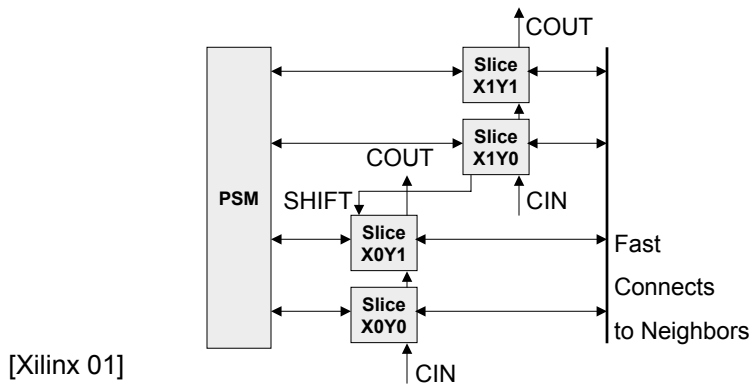 COUT
Slice
X1Y1
Slice
X1Y0
COUT
PSM
SHIFT
CIN
Slice
X0Y1
Fast
Connects
to Neighbors
Slice
X0Y0
[Xilinx 01]
CIN